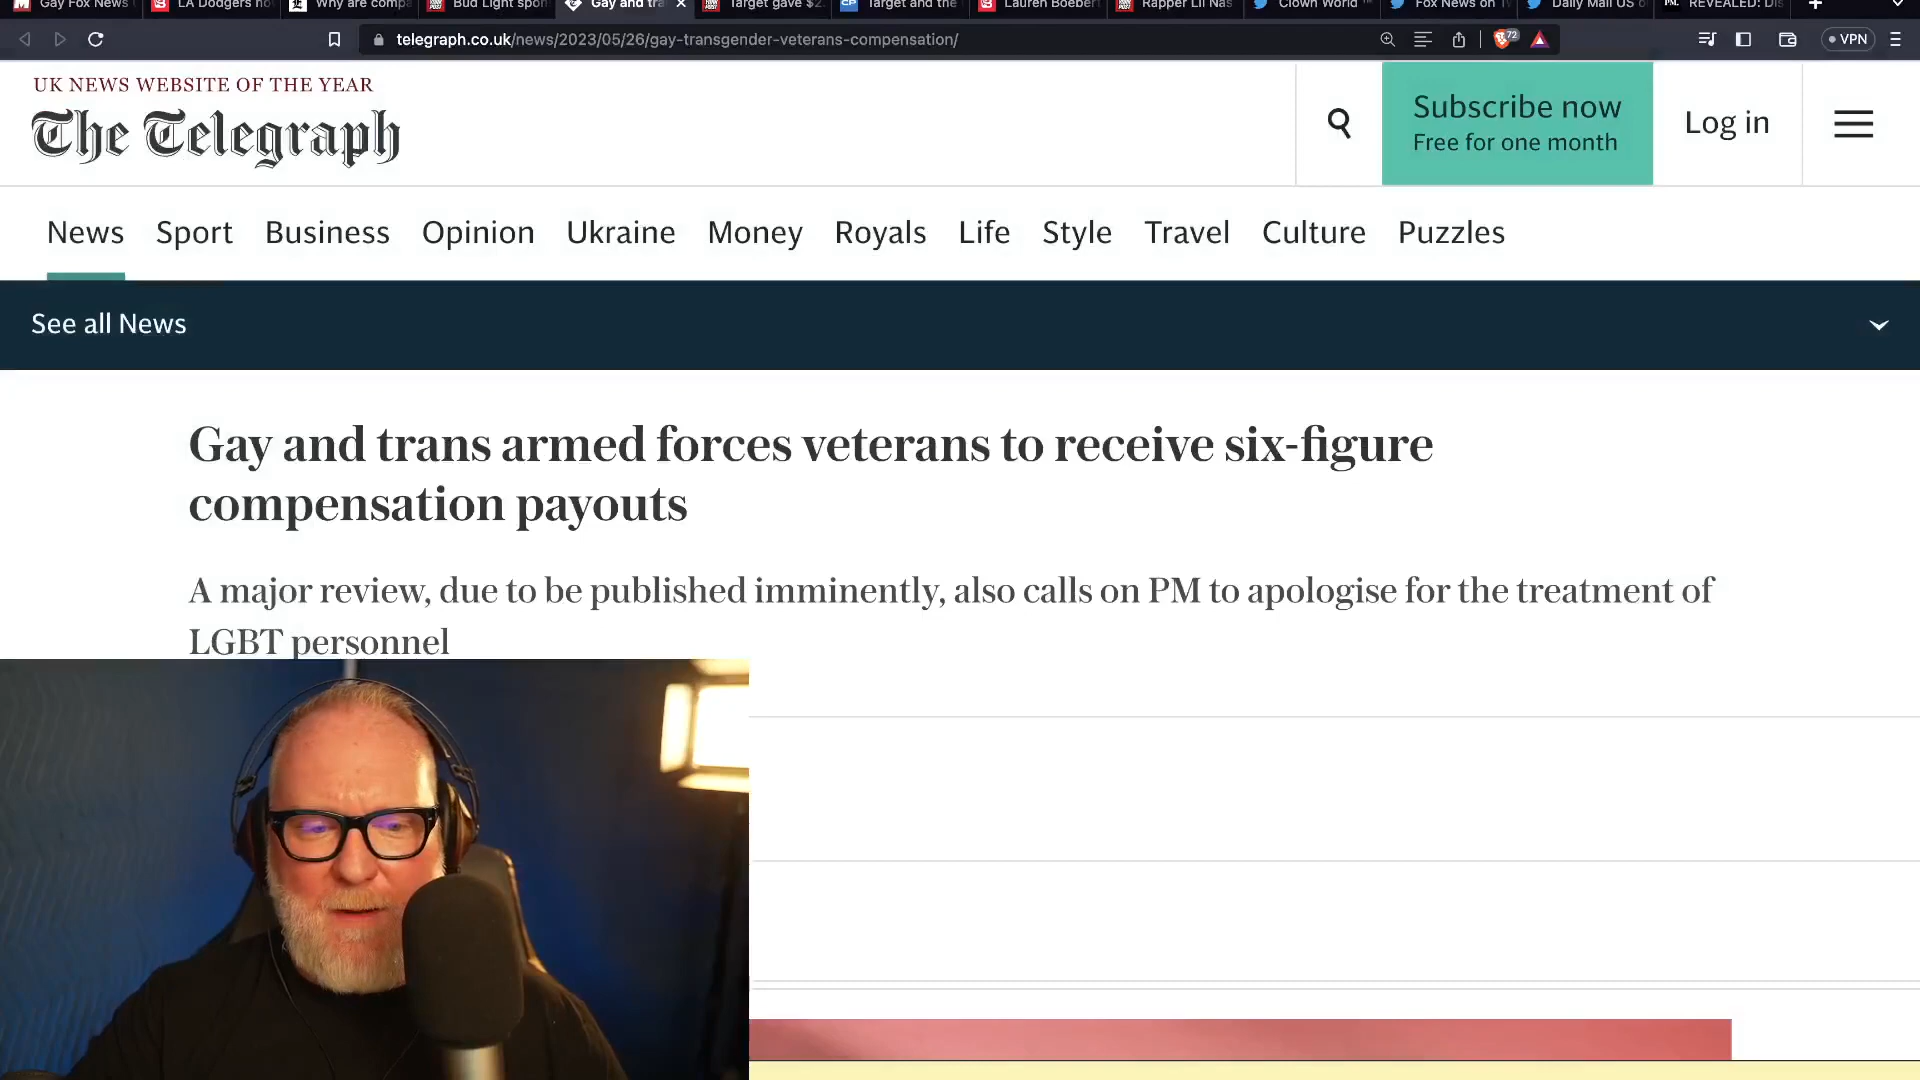 Gay Fox News
LA Dodgers
Why are comp
Bud Light spon
Gay and tra
Target gave $2
Target and the
Lauren Boebert
Rapper Lil Nas
Clown World ™
Fox News on
Daily Mail US
REVEALED:
telegraph.co.uk/news/2023/05/26/gay-transgender-veterans-compensation/
72
VPN
UK NEWS WEBSITE OF THE YEAR
The Telegraph
Subscribe now
Free for one month
Log in
News Sport Business Opinion Ukraine Money Royals Life Style Travel Culture Puzzles
See all News
Gay and trans armed forces veterans to receive six-figure
compensation payouts
A major review, due to be published imminently, also calls on PM to apologise for the treatment of
LGBT personnel